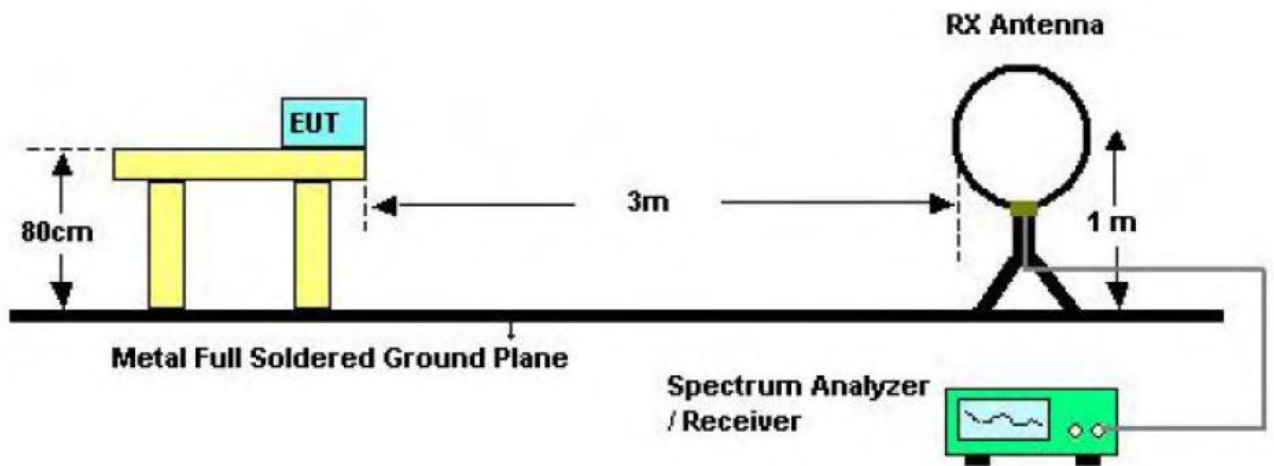 RX Antenna
EUT
80cm
3m
1 m
Metal Full Soldered Ground Plane
Spectrum Analyzer
/ Receiver